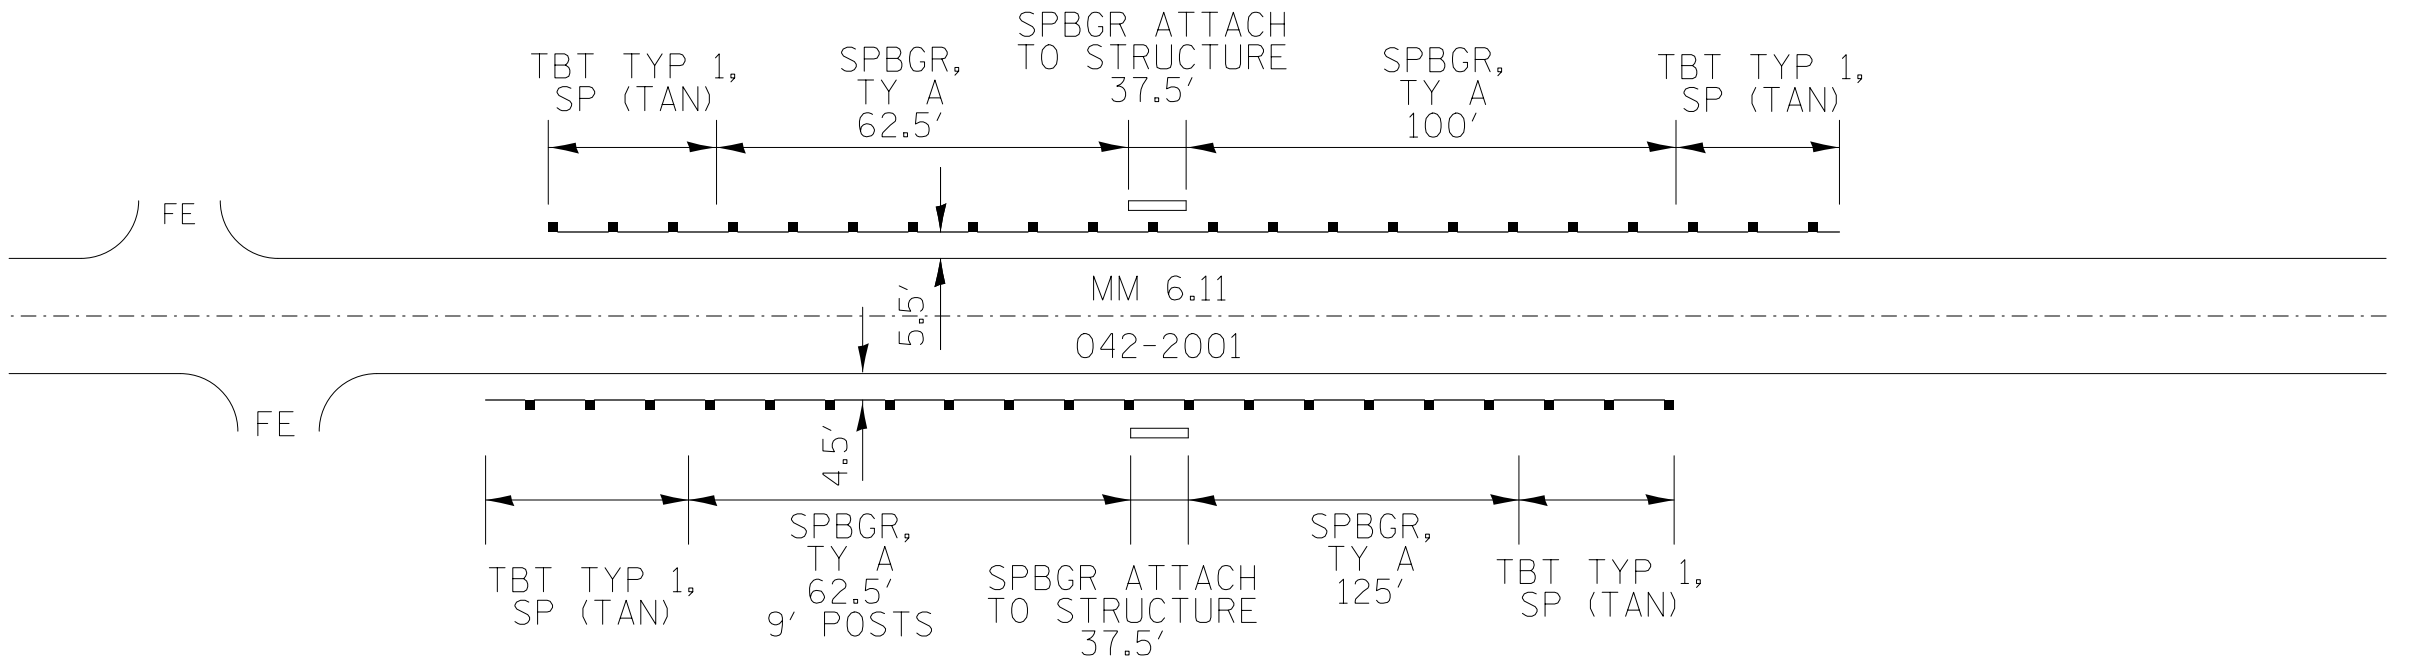 TBT TYP 1,
SP (TAN)
SPBGR,
TY A
62.5'
SPBGR ATTACH
TO STRUCTURE
37.5'
SPBGR,
TY A
100'
TBT TYP 1,
SP (TAN)
FE
5.5'
MM 6.11
042-2001
FE
4.5'
TBT TYP 1,
SP (TAN)
SPBGR,
TY A
62.5'
9' POSTS
SPBGR ATTACH
TO STRUCTURE
37.5'
SPBGR,
TY A
125'
TBT TYP 1,
SP (TAN)